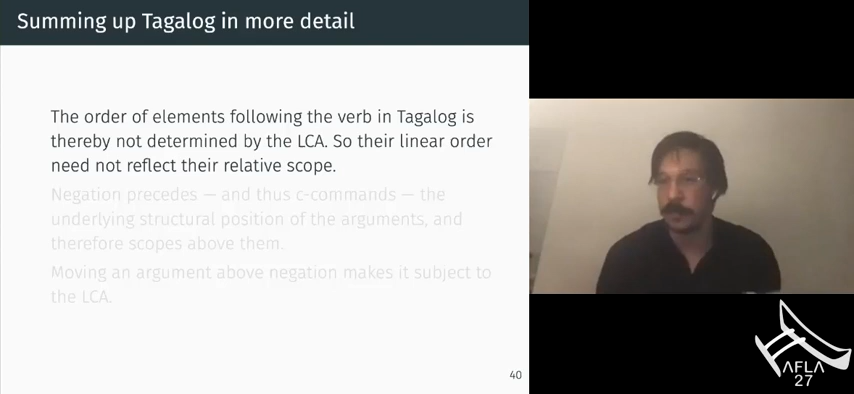 Summing up Tagalog in more detail
The order of elements following the verb in Tagalog is
thereby not determined by the LCA. So their linear order
need not reflect their relative scope.
Negation precedes — and thus c-commands — the
underlying structural position of the arguments, and
therefore scopes above them.
Moving an argument above negation makes it subject to
the LCA.
40
AFLA
27